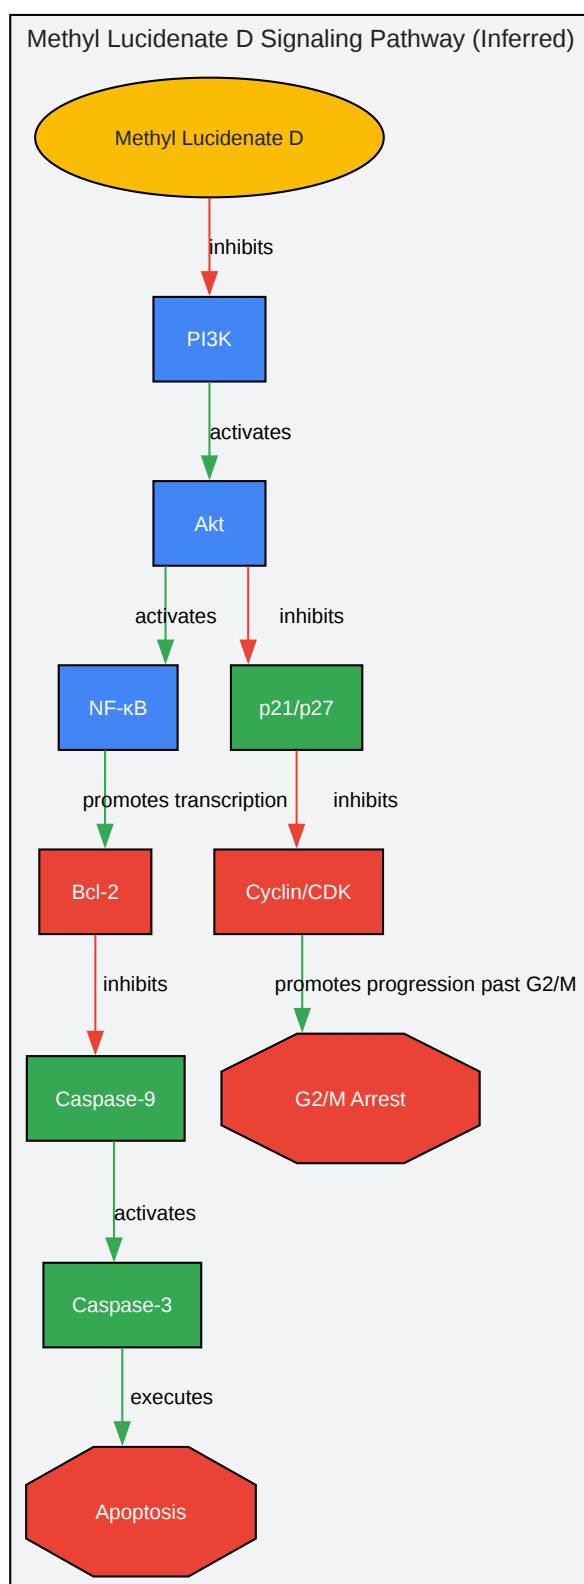 Methyl Lucidenate D Signaling Pathway (Inferred)
Methyl Lucidenate D
inhibits
PI3K
activates
Akt
activates
inhibits
NF-κB
p21/p27
promotes transcription
inhibits
Bcl-2
Cyclin/CDK
inhibits
promotes progression past G2/M
Caspase-9
G2/M Arrest
activates
Caspase-3
executes
Apoptosis